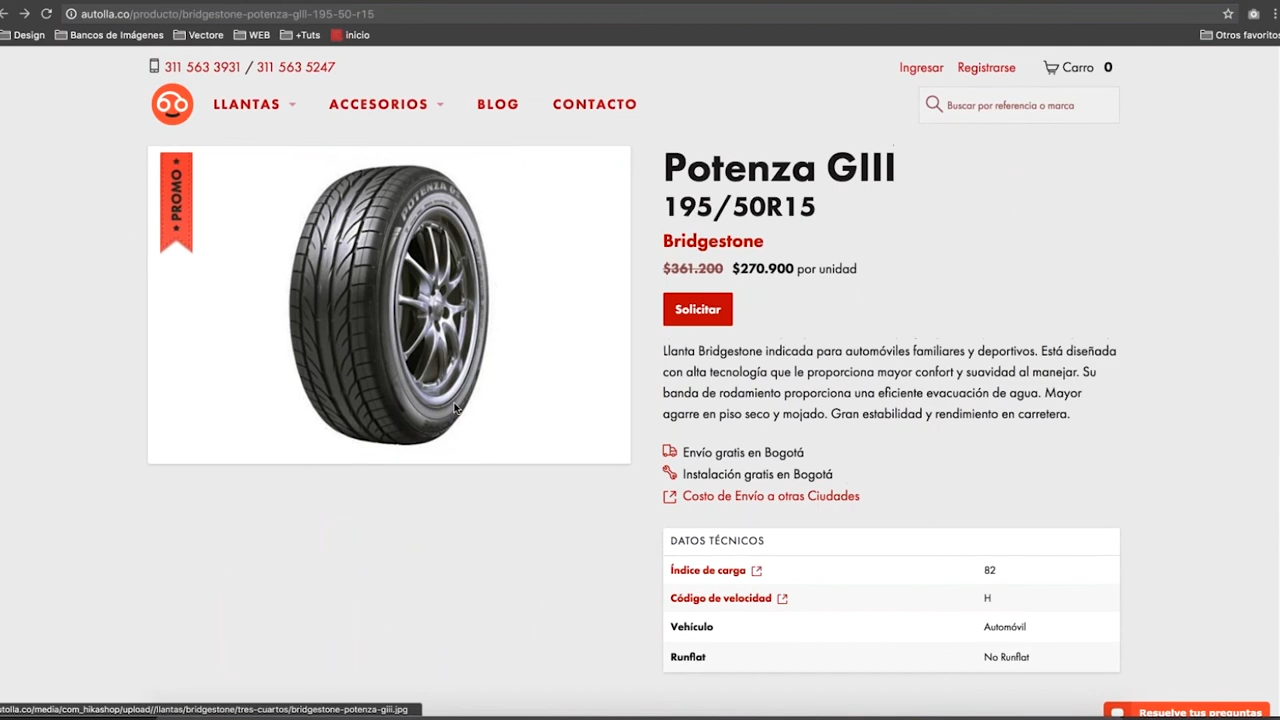 autolla.co/producto/bridgestone-potenza-gIII-195-50-r15
Design
Bancos de Imágenes
Vectore
WEB
+Tuts
inicio
Otros favoritos
311 563 3931 / 311 563 5247
Ingresar
Registrarse
Carro 0
LLANTAS
ACCESORIOS
BLOG
CONTACTO
Buscar por referencia o marca
PROMO
POTENZA G
Potenza GIII
195/50R15
Bridgestone
$361.200 $270.900 por unidad
Solicitar
Llanta Bridgestone indicada para automóviles familiares y deportivos. Está diseñada
con alta tecnología que le proporciona mayor confort y suavidad al manejar. Su
banda de rodamiento proporciona una eficiente evacuación de agua. Mayor
agarre en piso seco y mojado. Gran estabilidad y rendimiento en carretera.
Envío gratis en Bogotá
Instalación gratis en Bogotá
Costo de Envío a otras Ciudades
DATOS TÉCNICOS
Índice de carga 82
Código de velocidad H
Vehículo Automóvil
Runflat No Runflat
utolla.co/media/com_hikashop/upload//llantas/bridgestone/tres-cuartos/bridgestone-potenza-giii.jpg
Resuelve tus preguntas